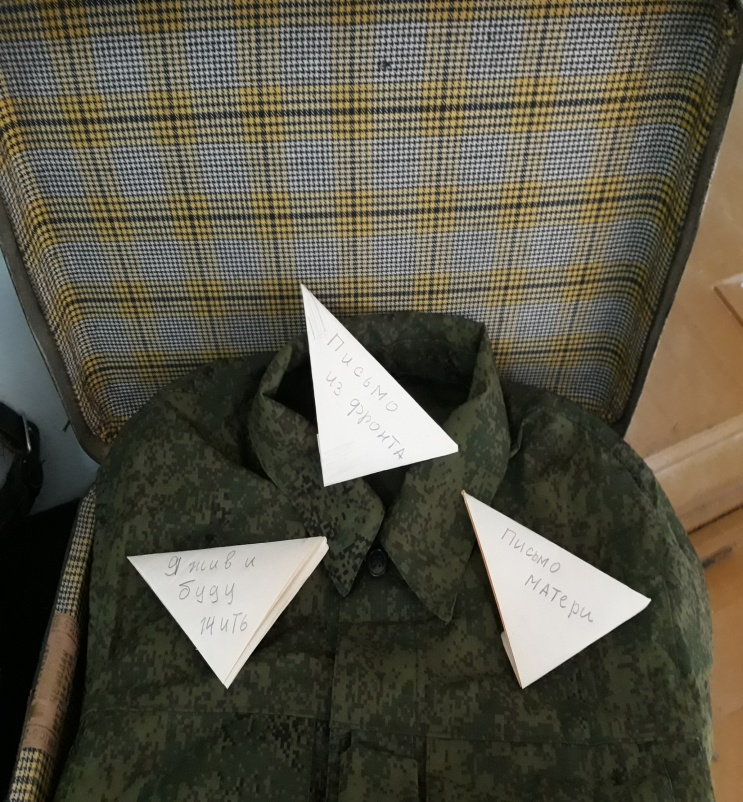 Письмо
из фронта
Я жив и
буду
жить
Письмо
матери